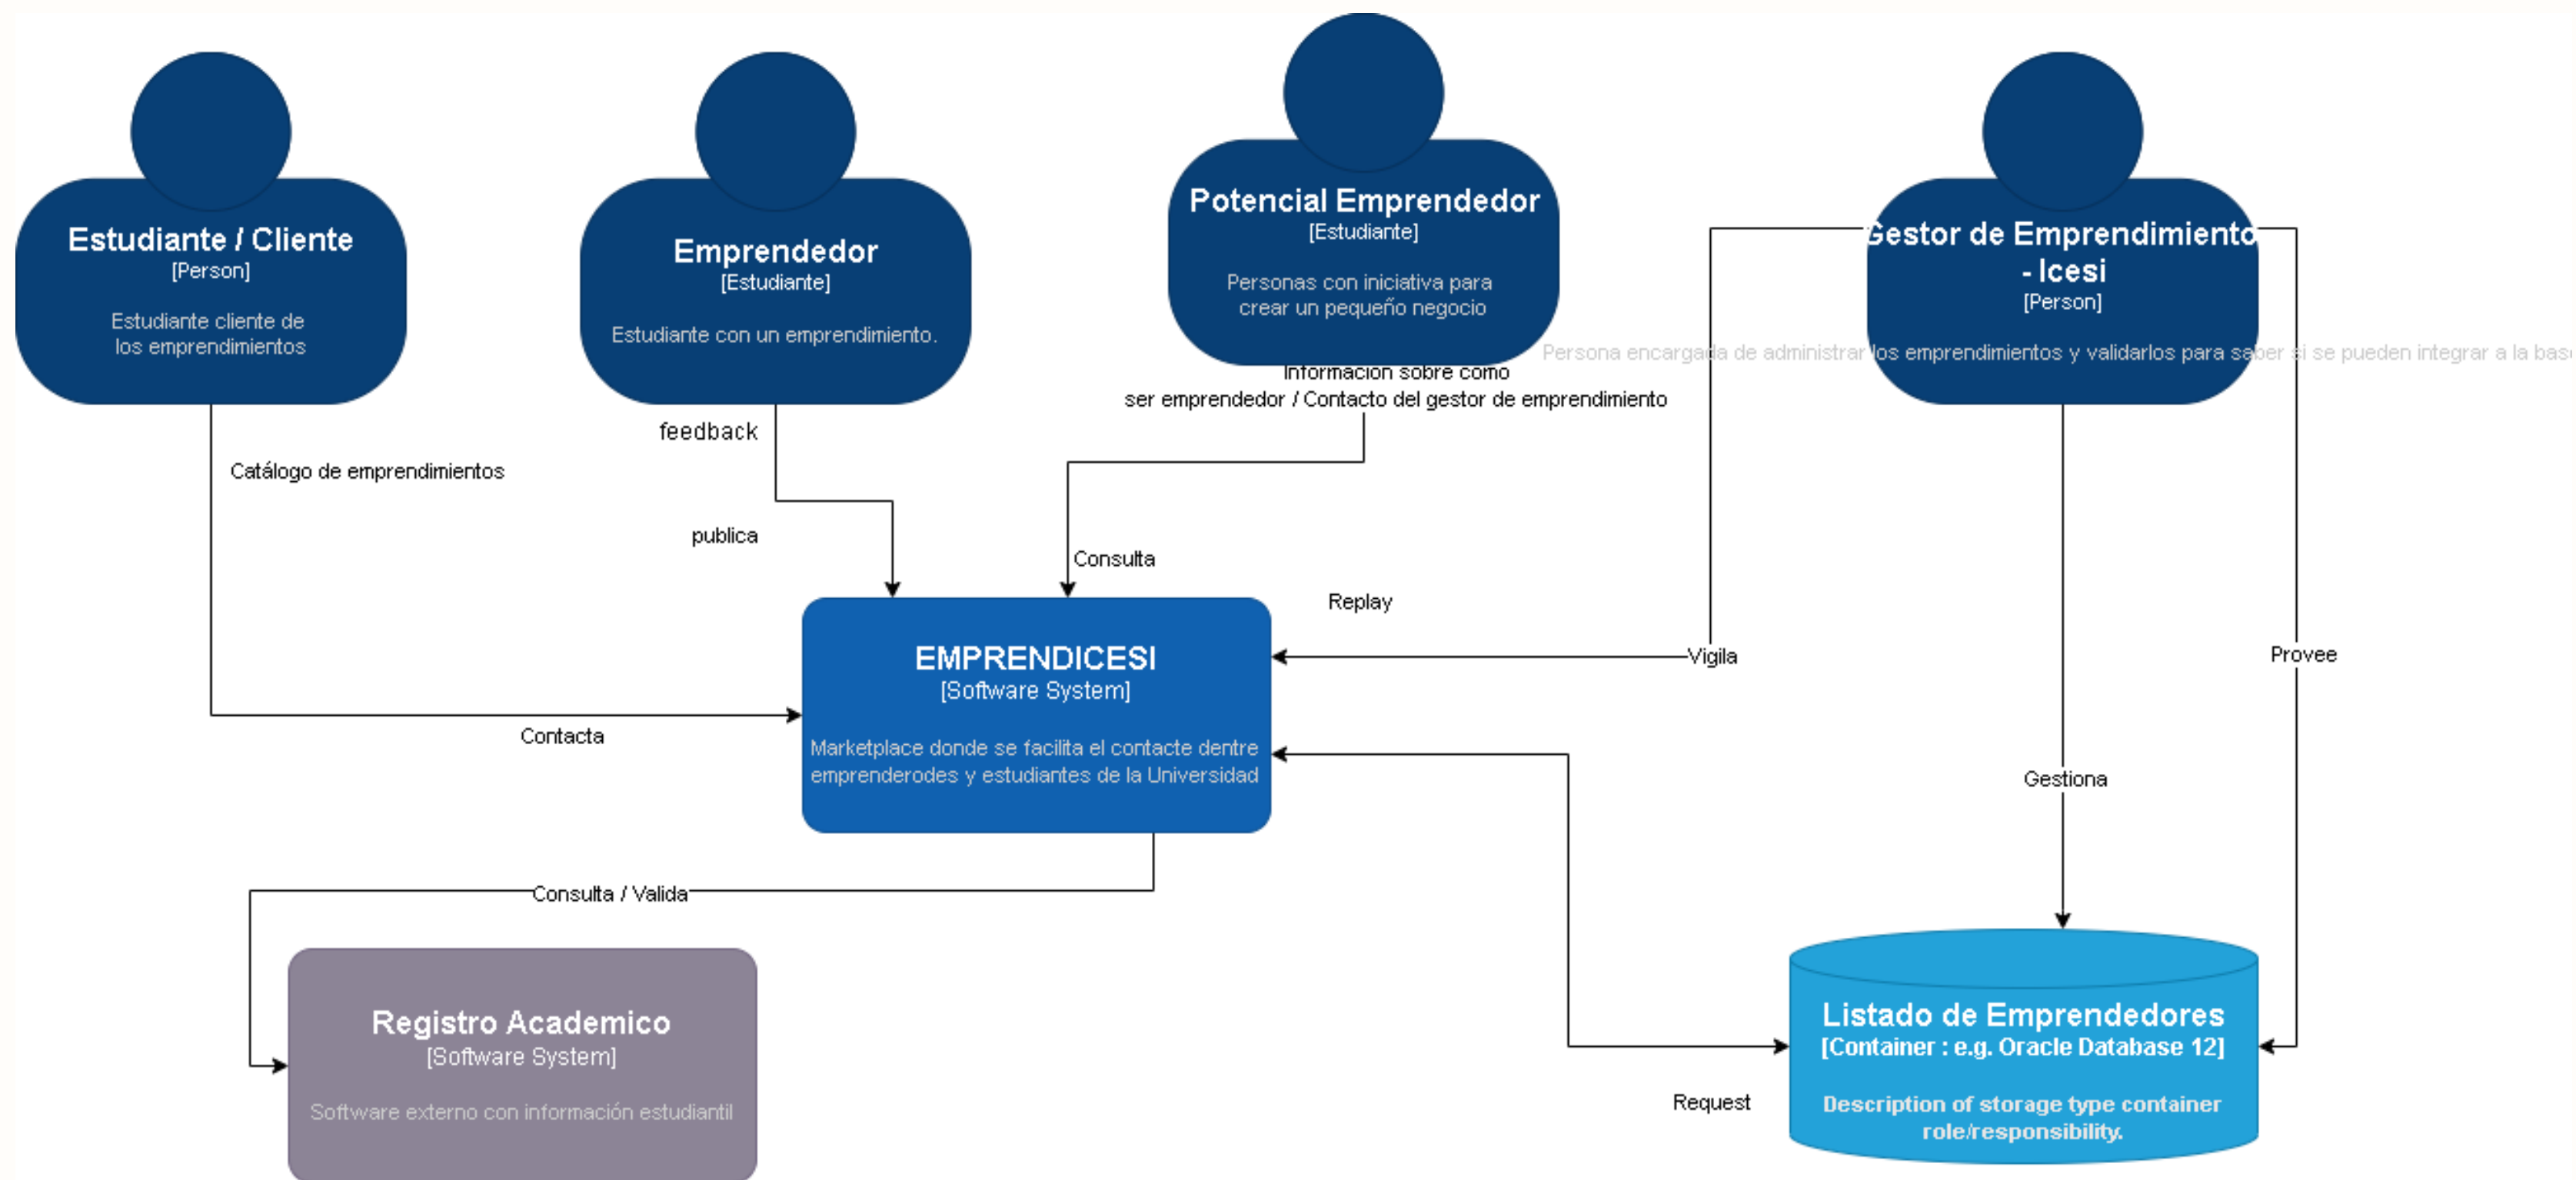 Estudiante / Cliente
[Person]
Estudiante cliente de
los emprendimientos
Emprendedor
[Estudiante]
Estudiante con un emprendimiento.
Potencial Emprendedor
[Estudiante]
Personas con iniciativa para
crear un pequeño negocio
Gestor de Emprendimiento
- Icesi
[Person]
Persona encargada de administrar los emprendimientos y validarlos para saber si se pueden integrar a la bas
Información sobre como
ser emprendedor / Contacto del gestor de emprendimiento
feedback
Catálogo de emprendimientos
publica
Consulta
Replay
Vigila
Provee
Contacta
EMPRENDICESI
[Software System]
Marketplace donde se facilita el contacte dentre
emprenderodes y estudiantes de la Universidad
Gestiona
Consulta / Valida
Registro Academico
[Software System]
Software externo con información estudiantil
Request
Listado de Emprendedores
[Container : e.g. Oracle Database 12]
Description of storage type container
role/responsibility.